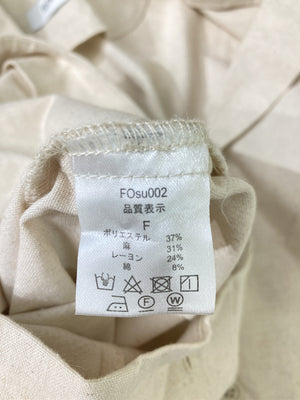 FOsu002
品質表示
F
ポリエステル 37%
麻 31%
レーヨン 24%
綿 8%
F W